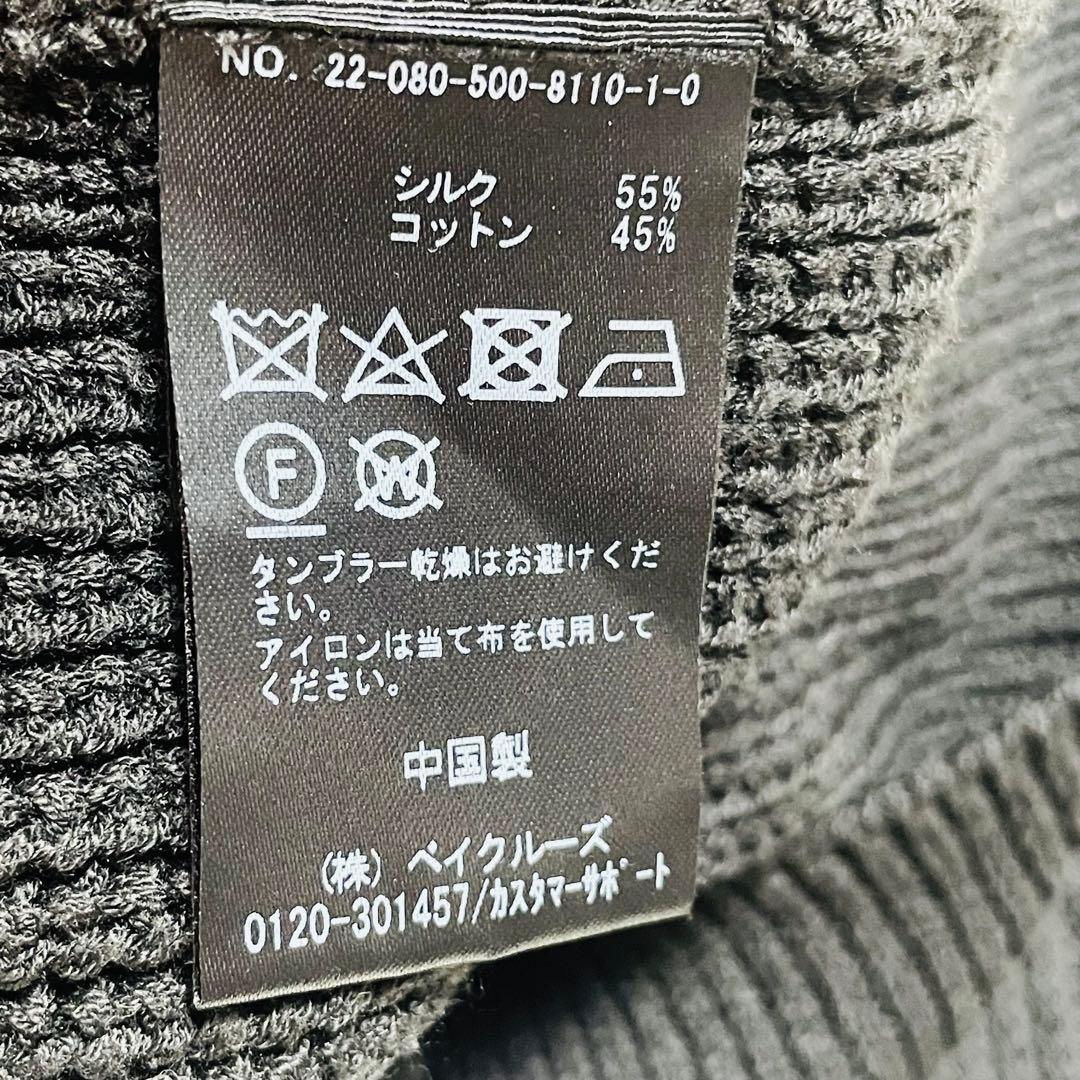 NO. 22-080-500-8110-1-0
シルク 55%
コットン 45%
F W
タンブラー乾燥はお避けくだ
さい。
アイロンは当て布を使用して
ください。
中国製
(株) ベイクルーズ
0120-301457/カスタマーサポート